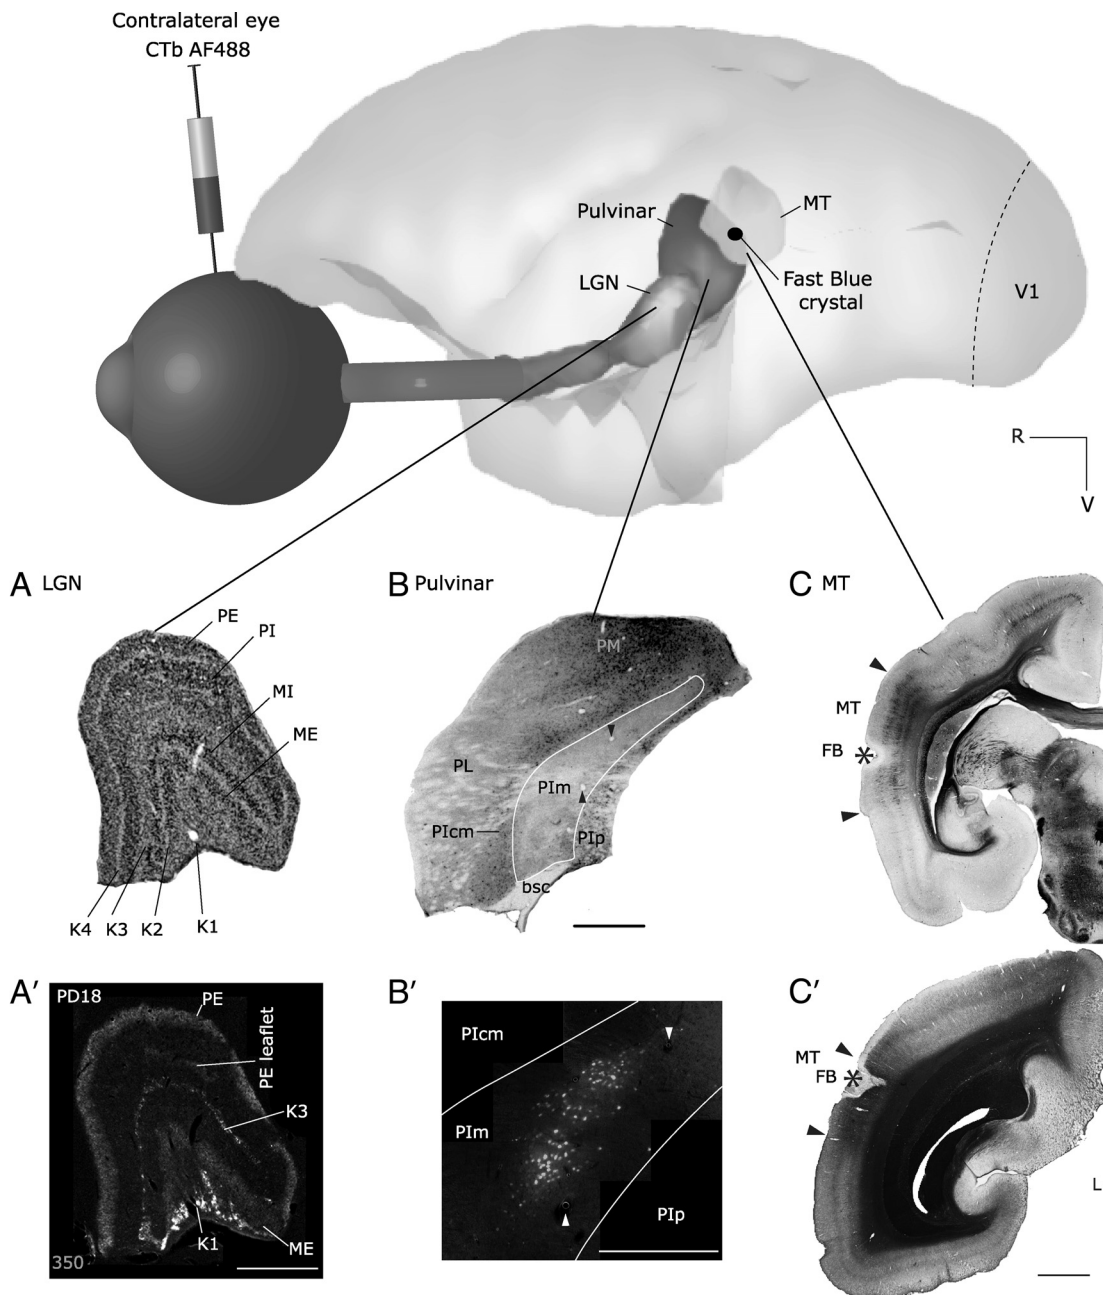 Contralateral eye
CTb AF488
Pulvinar
MT
LGN
Fast Blue
crystal
V1
R
V
A LGN
PE
PI
MI
ME
K4
K3
K2
K1
B Pulvinar
PM
PL
PIm
PIcm
PIp
bsc
C MT
MT
FB
*
A′
PD18
PE
PE leaflet
K3
K1
ME
350
B′
PIcm
PIm
PIp
C′
MT
FB
*
L